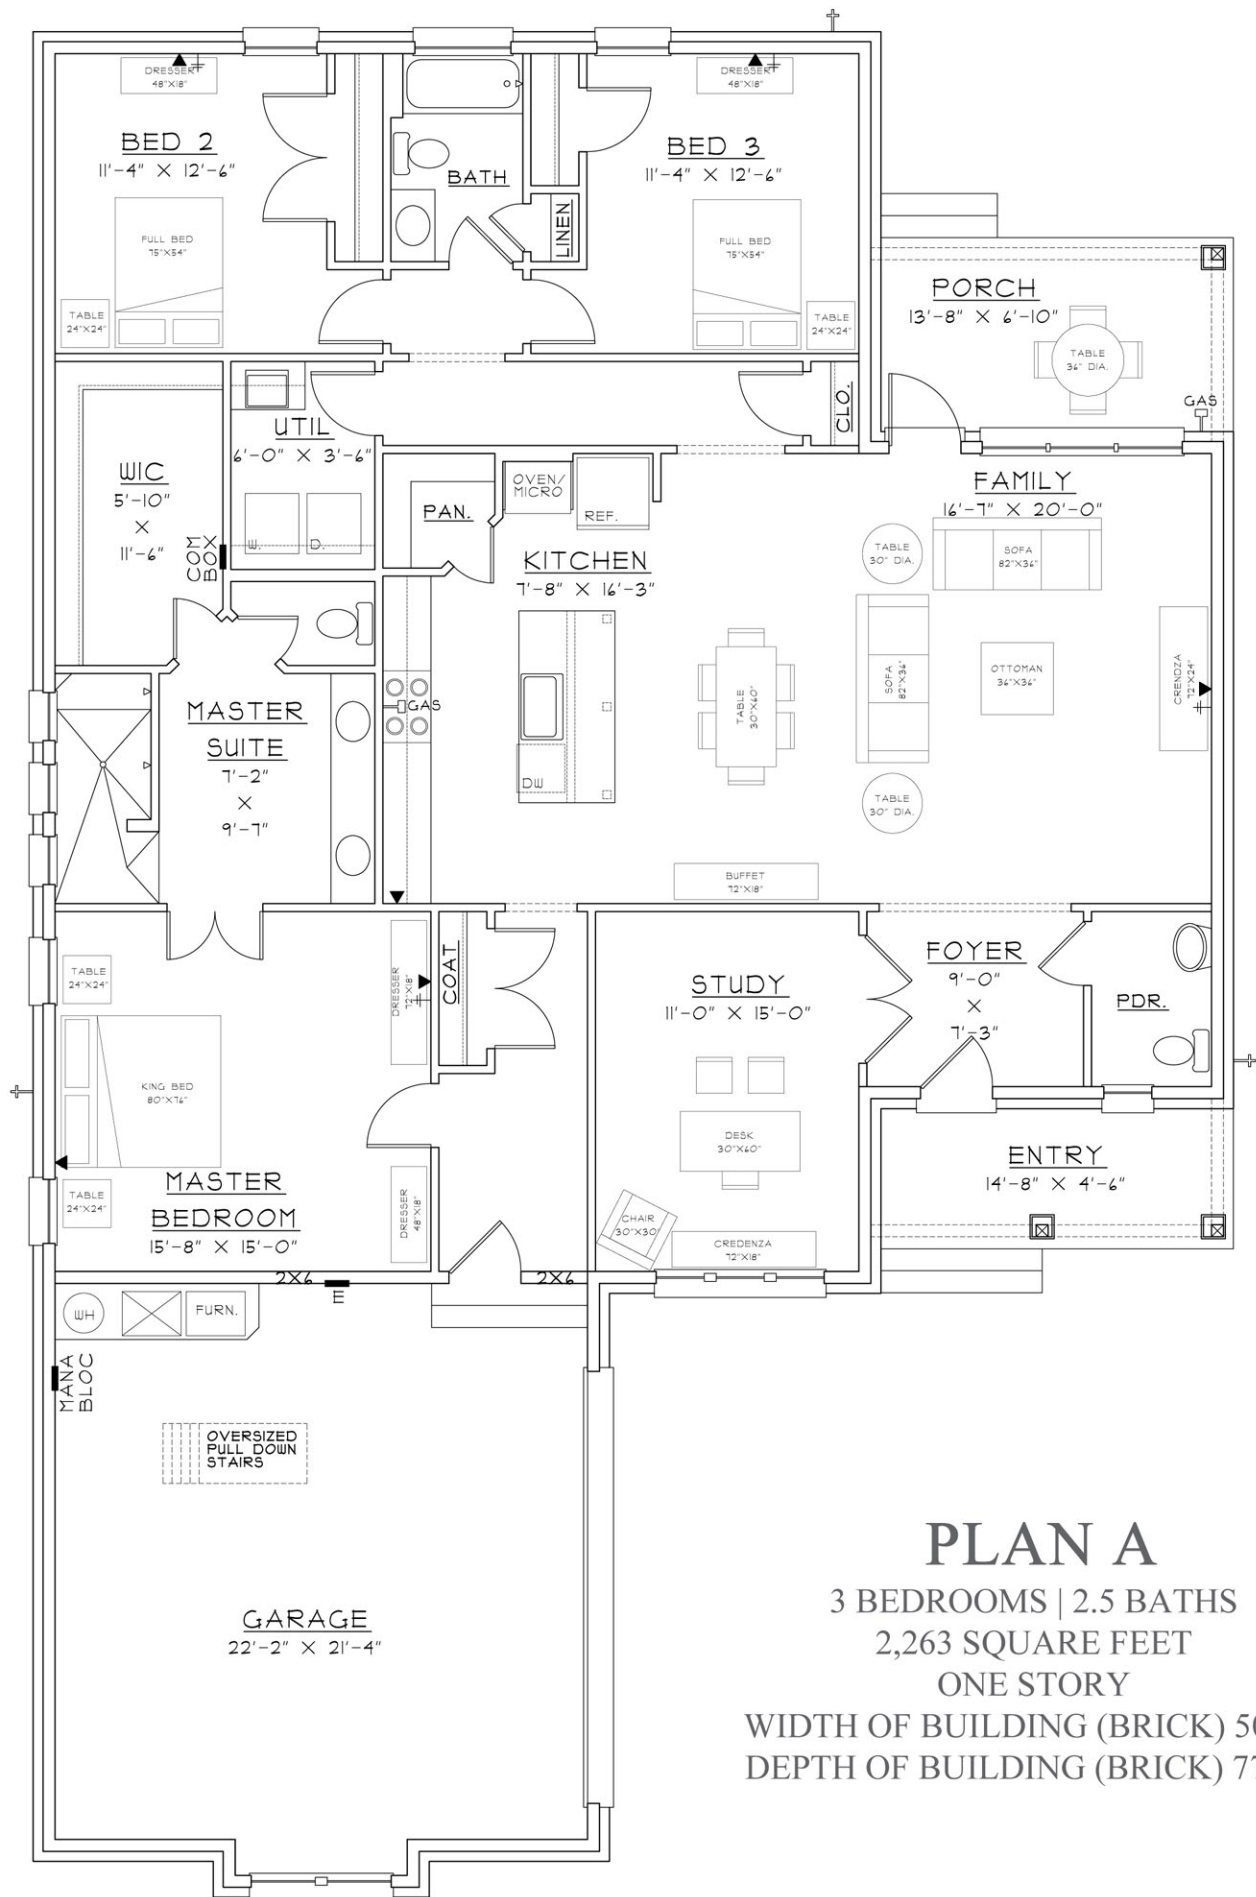 DRESSER
48"X18"
BED 2
11'-4" X 12'-6"
FULL BED
75"X54"
TABLE
24"X24"
BATH
LINEN
DRESSER
48"X18"
BED 3
11'-4" X 12'-6"
FULL BED
75"X54"
TABLE
24"X24"
PORCH
13'-8" X 6'-10"
TABLE
36" DIA.
GAS
WIC
5'-10"
X
11'-6"
COM
BOX
UTIL
6'-0" X 3'-6"
W.
D.
CLO.
PAN.
OVEN/
MICRO
REF.
KITCHEN
7'-8" X 16'-3"
FAMILY
16'-7" X 20'-0"
TABLE
30" DIA.
SOFA
82"X36"
SOFA
82"X36"
OTTOMAN
36"X36"
CRENDZA
72"X24"
TABLE
30"X60"
TABLE
30" DIA.
GAS
DW
BUFFET
72"X18"
MASTER
SUITE
7'-2"
X
9'-7"
TABLE
24"X24"
KING BED
80"X76"
TABLE
24"X24"
DRESSER
72"X18"
COAT
MASTER
BEDROOM
15'-8" X 15'-0"
DRESSER
48"X18"
STUDY
11'-0" X 15'-0"
DESK
30"X60"
CHAIR
30"X30"
CREDENZA
72"X18"
FOYER
9'-0"
X
7'-3"
PDR.
ENTRY
14'-8" X 4'-6"
2X6
E
2X6
WH
FURN.
MANA
BLOC
OVERSIZED
PULL DOWN
STAIRS
GARAGE
22'-2" X 21'-4"
PLAN A
3 BEDROOMS | 2.5 BATHS
2,263 SQUARE FEET
ONE STORY
WIDTH OF BUILDING (BRICK) 50
DEPTH OF BUILDING (BRICK) 77